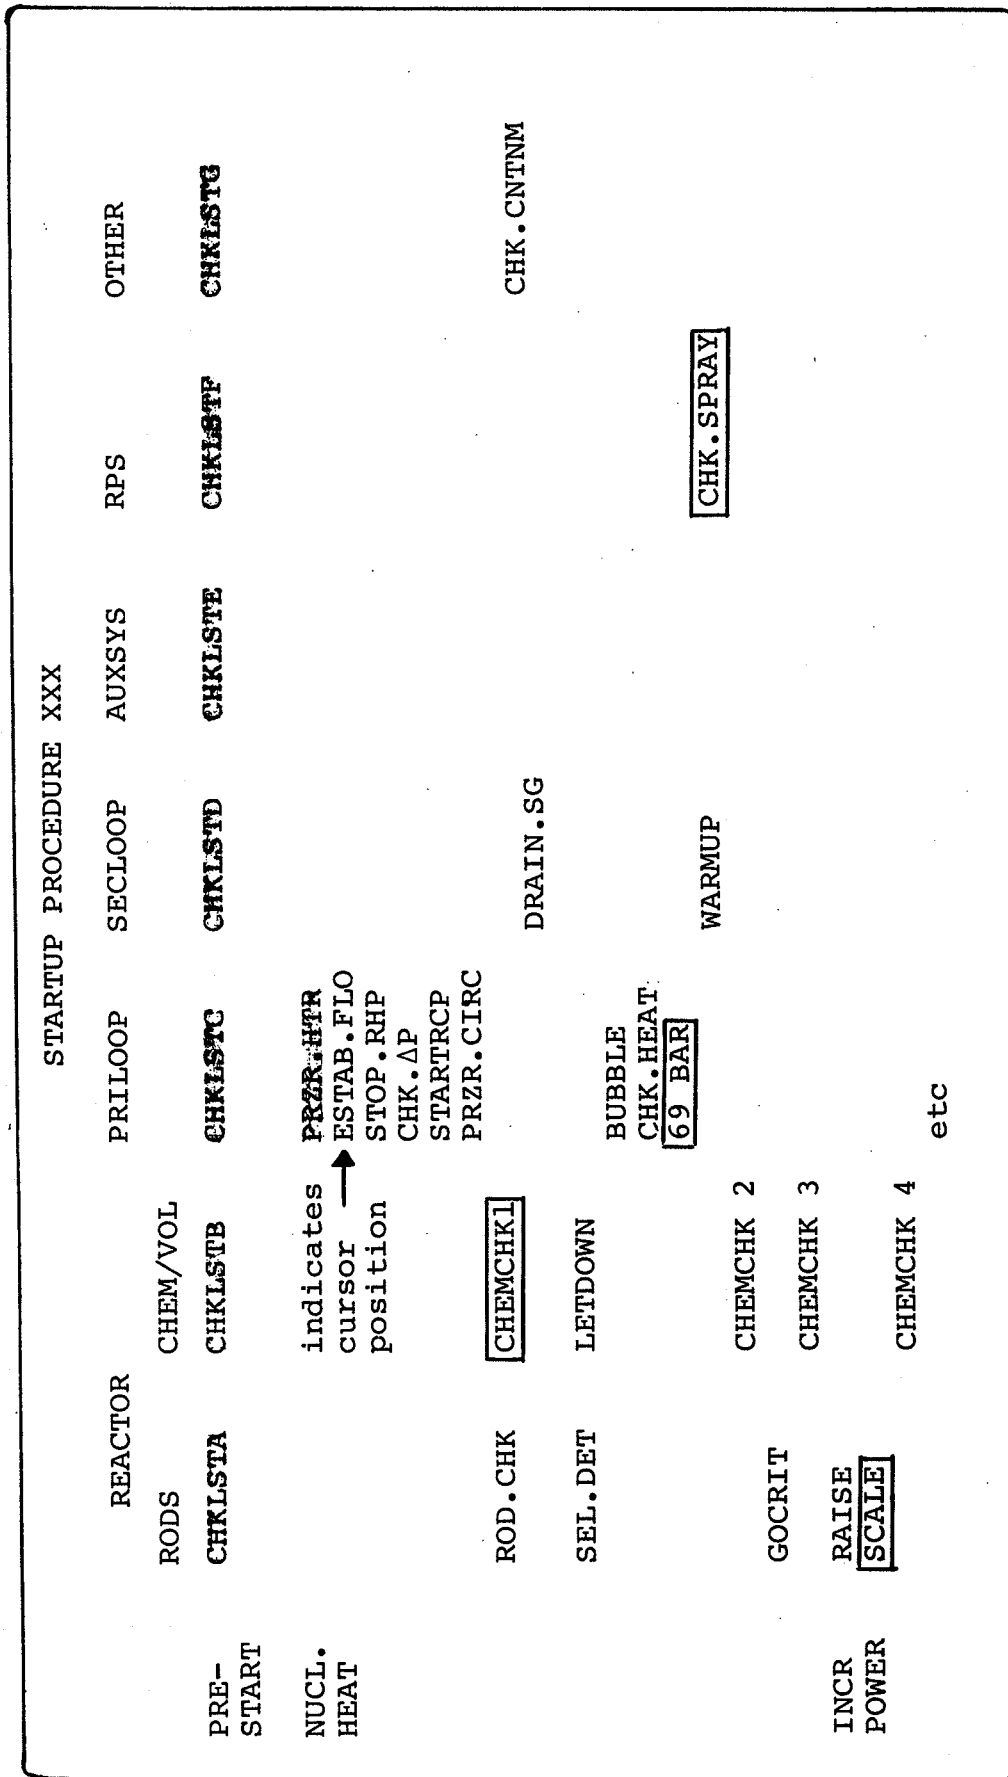 STARTUP PROCEDURE XXX
REACTOR PRILOOP SECLOOP AUXSYS RPS OTHER
RODS CHEM/VOL
PRE- CHKLSTA CHKLSTB CHKLSTC CHKLSTD CHKLSTE CHKLSTF CHKLSTG
START
NUCL. indicates PRZR.HTR
HEAT cursor → ESTAB.FLO
position STOP.RHP
CHK.ΔP
STARTRCP
PRZR.CIRC
ROD.CHK CHEMCHK1 CHK.CNTNM
DRAIN.SG
SEL.DET LETDOWN
BUBBLE
CHK.HEAT
69 BAR
CHK.SPRAY
WARMUP
CHEMCHK 2
GOCRIT
CHEMCHK 3
INCR RAISE
POWER SCALE
CHEMCHK 4
etc